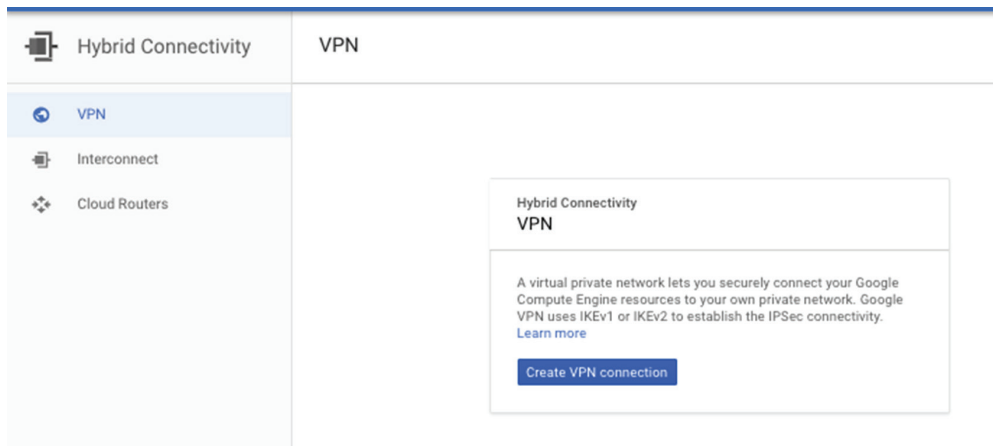 Hybrid Connectivity
VPN
VPN
Interconnect
Cloud Routers
Hybrid Connectivity
VPN
A virtual private network lets you securely connect your Google
Compute Engine resources to your own private network. Google
VPN uses IKEv1 or IKEv2 to establish the IPSec connectivity.
Learn more
Create VPN connection